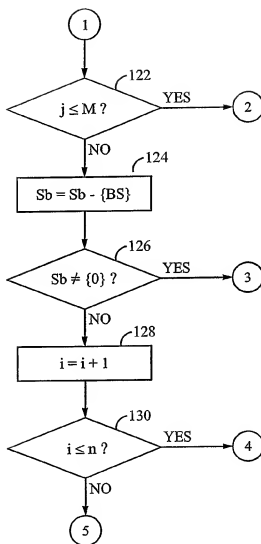 1
122
j ≤ M ?
YES
2
NO
124
Sb = Sb - {BS}
126
Sb ≠ {0} ?
YES
3
NO
128
i = i + 1
130
i ≤ n ?
YES
4
NO
5